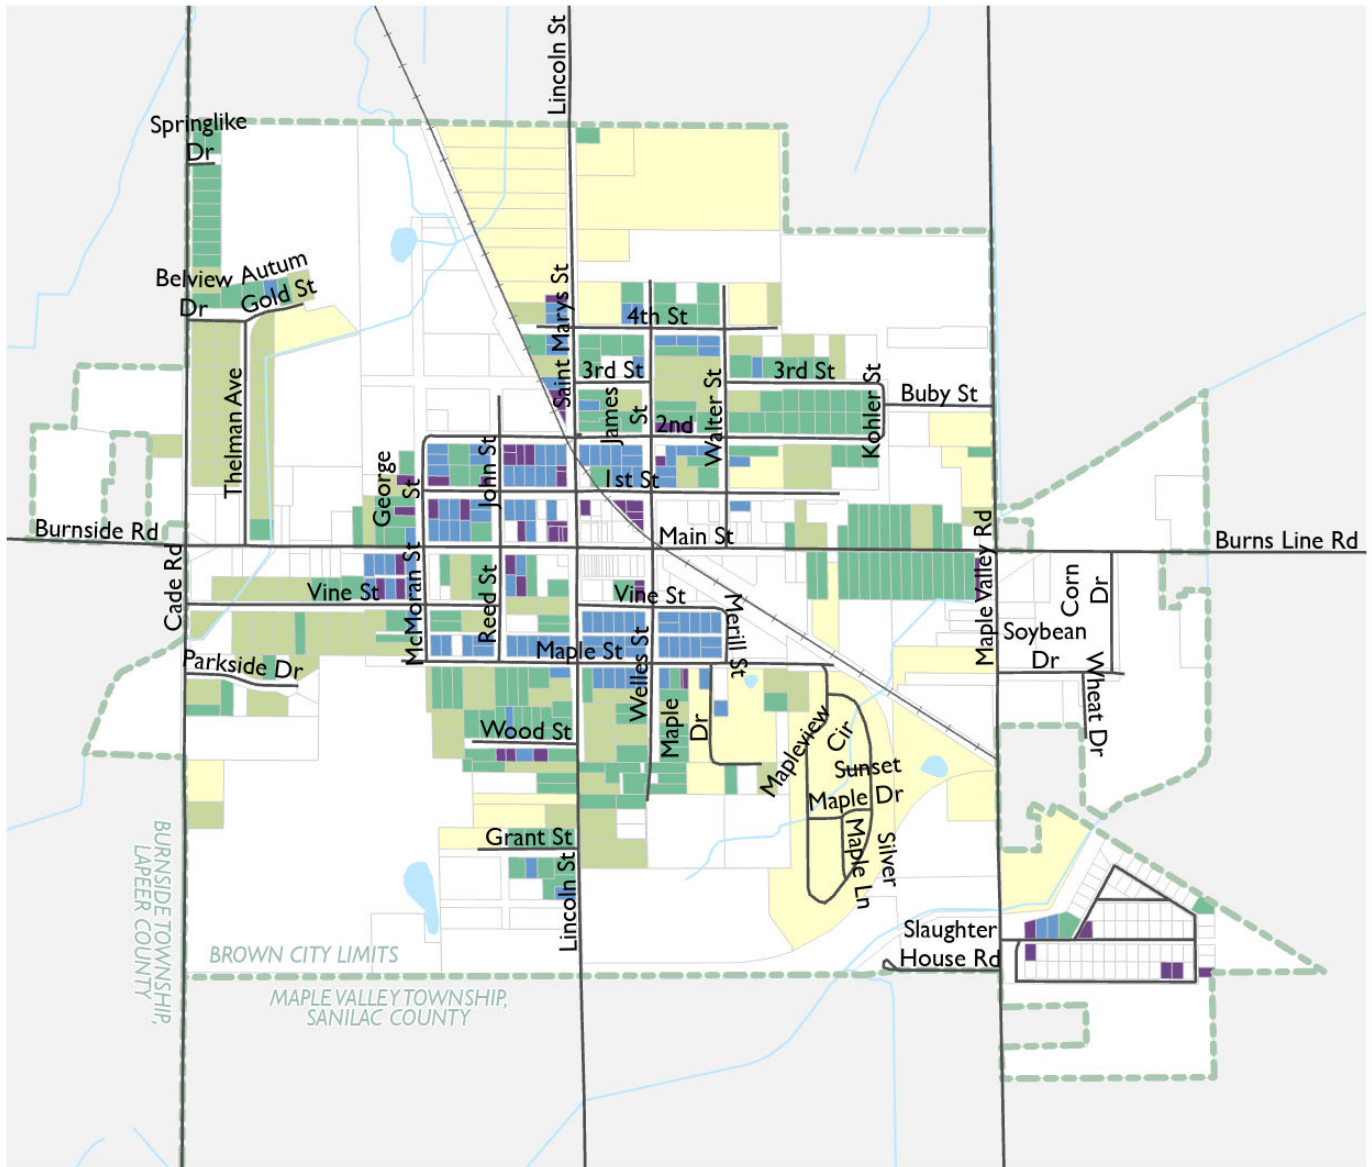 Lincoln St
Springlike
Dr
Belview
Dr
Autum
Gold St
Saint Marys St
4th St
3rd St
3rd St
James
St
Walter St
Kohler St
Buby St
2nd
Thelman Ave
George
St
John St
1st St
Burnside Rd
Main St
Maple Valley Rd
Burns Line Rd
Cade Rd
Vine St
McMoran St
Reed St
Vine St
Merill St
Corn
Dr
Soybean
Dr
Wheat Dr
Parkside Dr
Maple St
Welles St
Wood St
Maple
Dr
Mapleview
Cir
Sunset
Dr
Maple
Maple Ln
Silver
Grant St
Lincoln St
Slaughter
House Rd
BURNSIDE TOWNSHIP,
LAPEER COUNTY
BROWN CITY LIMITS
MAPLE VALLEY TOWNSHIP,
SANILAC COUNTY